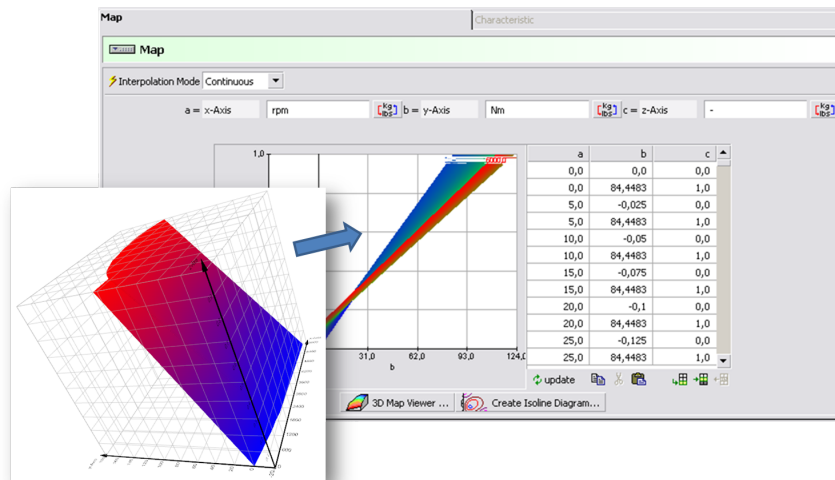 Map
Characteristic
Map
Interpolation Mode Continuous
a = x-Axis rpm kg lbs b = y-Axis Nm kg lbs c = z-Axis - kg lbs
1,0
31,0 62,0 93,0 124,0
b
a b c
0,0 0,0 0,0
0,0 84,4483 1,0
5,0 -0,025 0,0
5,0 84,4483 1,0
10,0 -0,05 0,0
10,0 84,4483 1,0
15,0 -0,075 0,0
15,0 84,4483 1,0
20,0 -0,1 0,0
20,0 84,4483 1,0
25,0 -0,125 0,0
25,0 84,4483 1,0
update
3D Map Viewer ... Create Isoline Diagram...